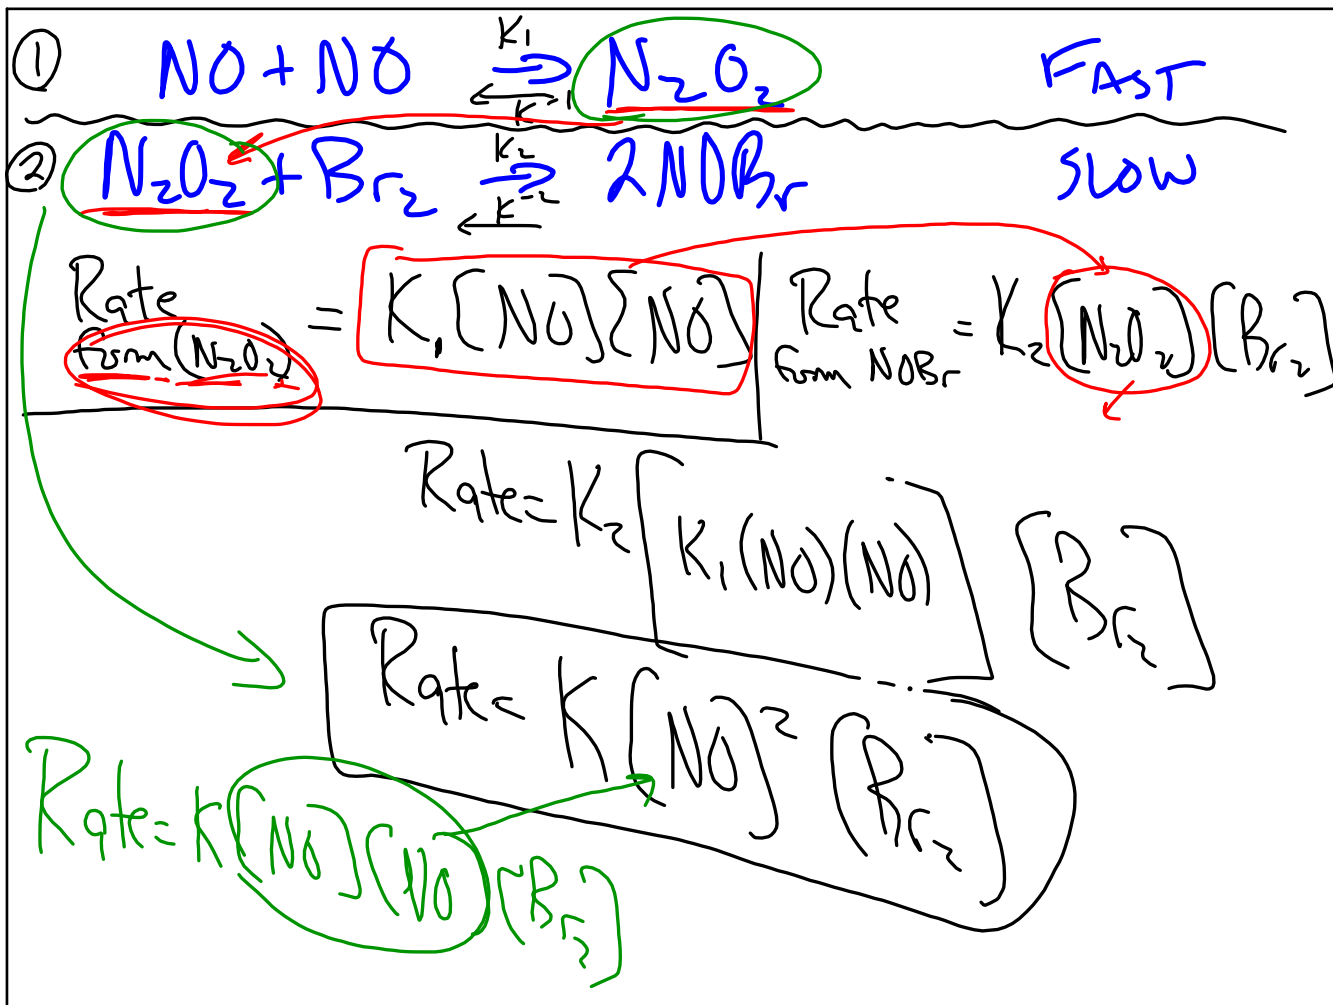 ① NO + NO ⇌ N₂O₂ FAST
K₁
K⁻¹
② N₂O₂ + Br₂ ⇌ 2NOBr SLOW
K₂
K⁻²
Rate form (N₂O₂) = K₁[NO][NO]
Rate form NOBr = K₂[N₂O₂][Br₂]
Rate = K₂[K₁(NO)(NO)][Br₂]
Rate = K[NO]²[Br₂]
Rate = K[NO][NO][Br₂]